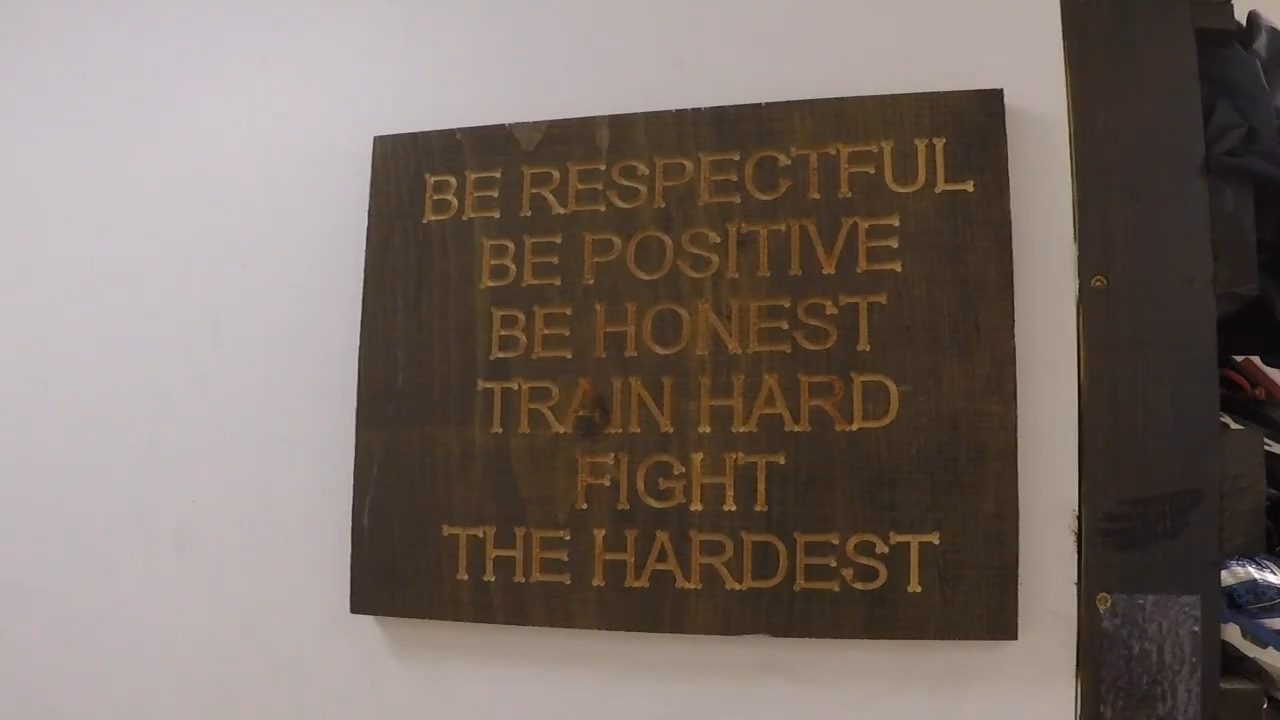 BE RESPECTFUL
BE POSITIVE
BE HONEST
TRAIN HARD
FIGHT
THE HARDEST